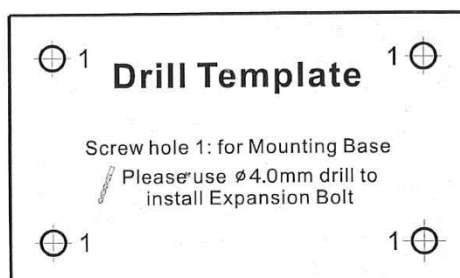 1 1
Drill Template
Screw hole 1: for Mounting Base
Please use ⌀4.0mm drill to
install Expansion Bolt
1 1